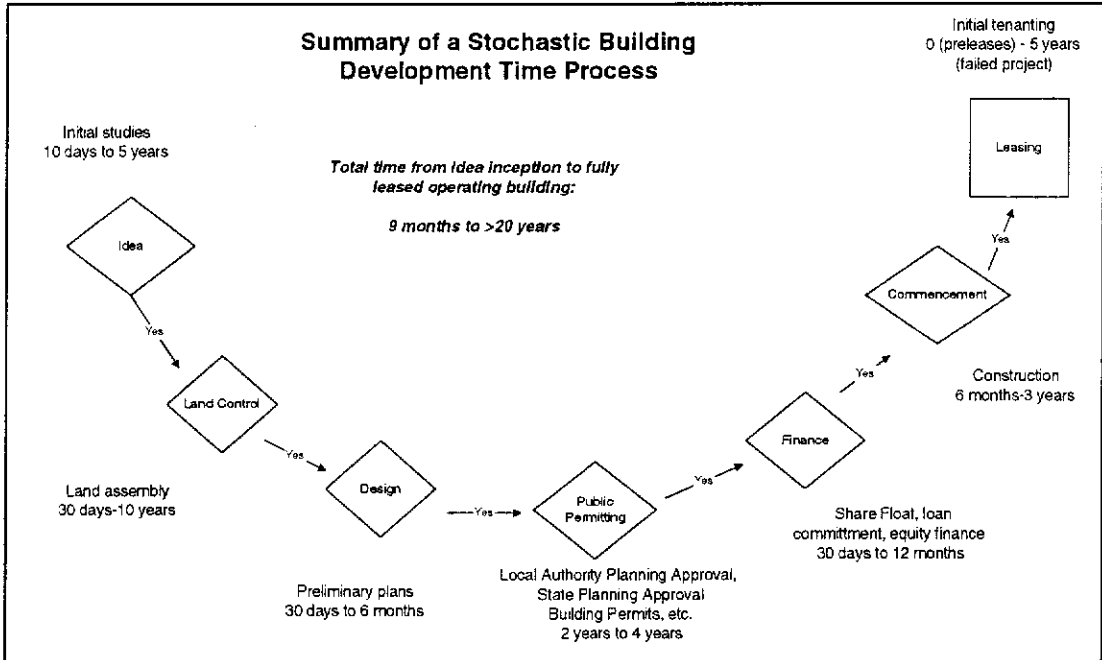 Summary of a Stochastic Building
Development Time Process
Initial studies
10 days to 5 years
Total time from idea inception to fully
leased operating building:
9 months to >20 years
Idea
Yes
Land Control
Land assembly
30 days-10 years
Yes
Design
Preliminary plans
30 days to 6 months
Yes
Public
Permitting
Local Authority Planning Approval,
State Planning Approval
Building Permits, etc.
2 years to 4 years
Yes
Finance
Share Float, loan
committment, equity finance
30 days to 12 months
Yes
Commencement
Construction
6 months-3 years
Yes
Leasing
Initial tenanting
0 (preleases) - 5 years
(failed project)